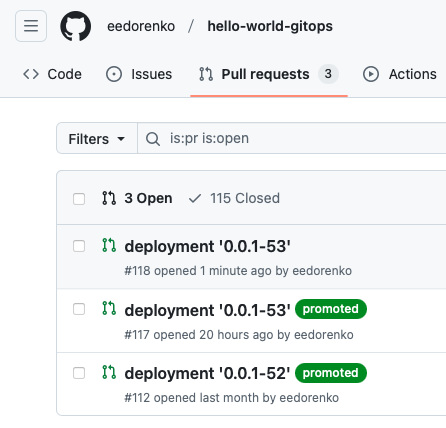 eedorenko / hello-world-gitops
Code Issues Pull requests 3 Actions
Filters is:pr is:open
3 Open 115 Closed
deployment '0.0.1-53'
#118 opened 1 minute ago by eedorenko
deployment '0.0.1-53' promoted
#117 opened 20 hours ago by eedorenko
deployment '0.0.1-52' promoted
#112 opened last month by eedorenko